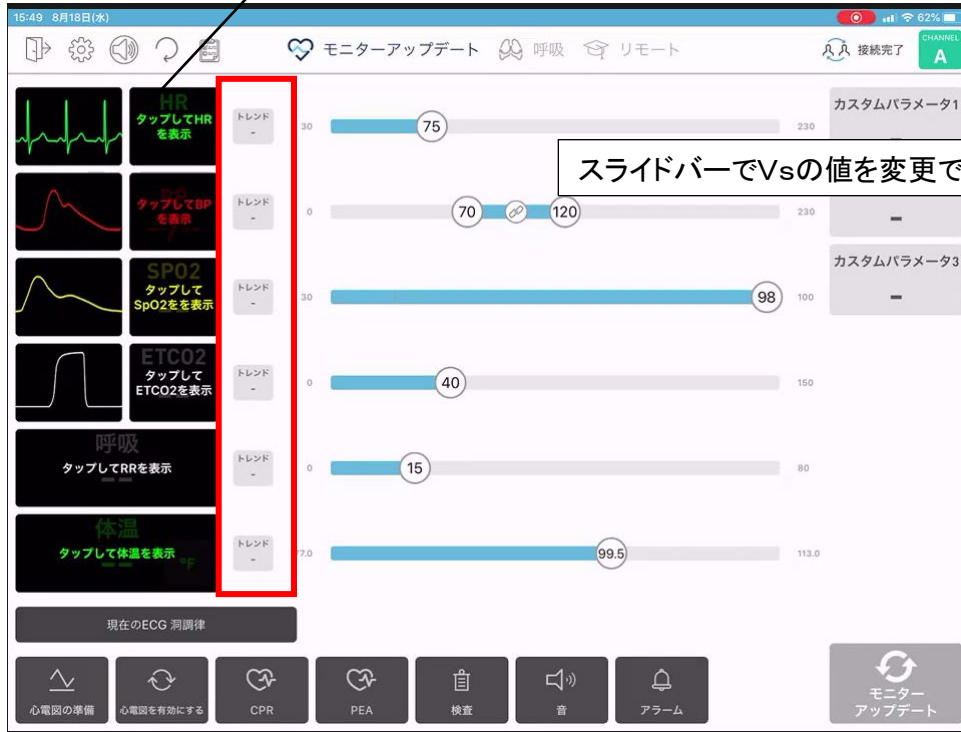 15:49 8月18日(水)
62%
モニターアップデート
呼吸
リモート
接続完了
CHANNEL
A
HR
タップしてHR
を表示
トレンド
-
30
75
230
カスタムパラメータ1
スライドバーでVsの値を変更で
タップしてBP
を表示
トレンド
-
0
70
120
230
-
SPO2
タップして
SpO2をを表示
トレンド
-
30
98
100
カスタムパラメータ3
-
ETCO2
タップして
ETCO2を表示
トレンド
-
0
40
150
呼吸
タップしてRRを表示
--
トレンド
-
0
15
80
体温
タップして体温を表示
--
°F
トレンド
-
77.0
99.5
113.0
現在のECG 洞調律
心電図の準備
心電図を有効にする
CPR
PEA
検査
音
アラーム
モニター
アップデート